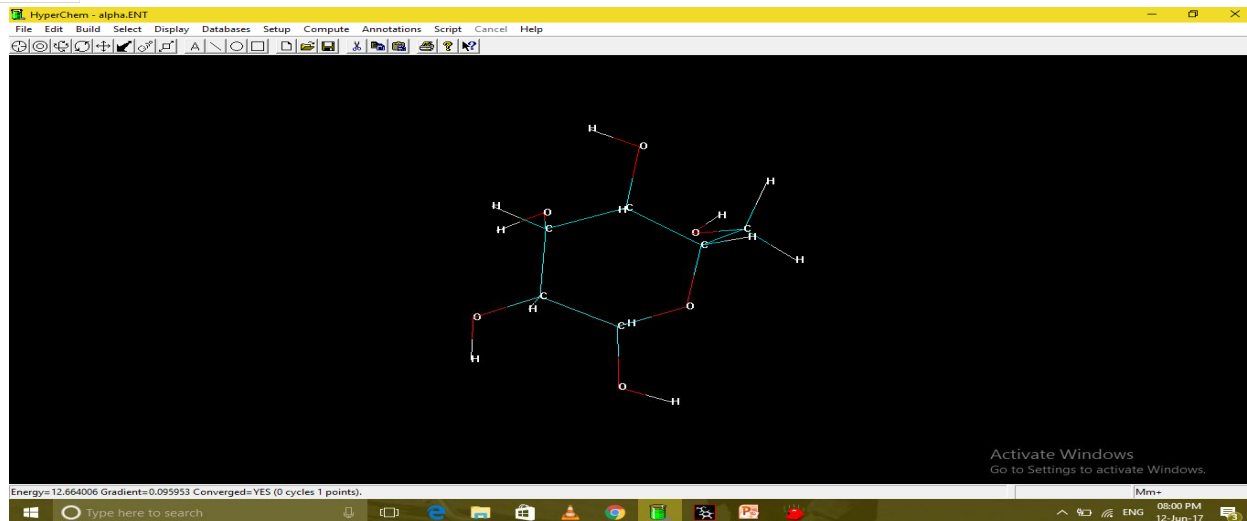 HyperChem - alpha.ENT
File Edit Build Select Display Databases Setup Compute Annotations Script Cancel Help
A
H
O
H
H
C
H
O
H
O
H
C
O
C
H
H
C
H
C
O
H
O
C
H
H
O
H
Activate Windows
Go to Settings to activate Windows.
Energy=12.664006 Gradient=0.095953 Converged=YES (0 cycles 1 points).
Mm+
Type here to search
ENG
08:00 PM
12-Jun-17
3